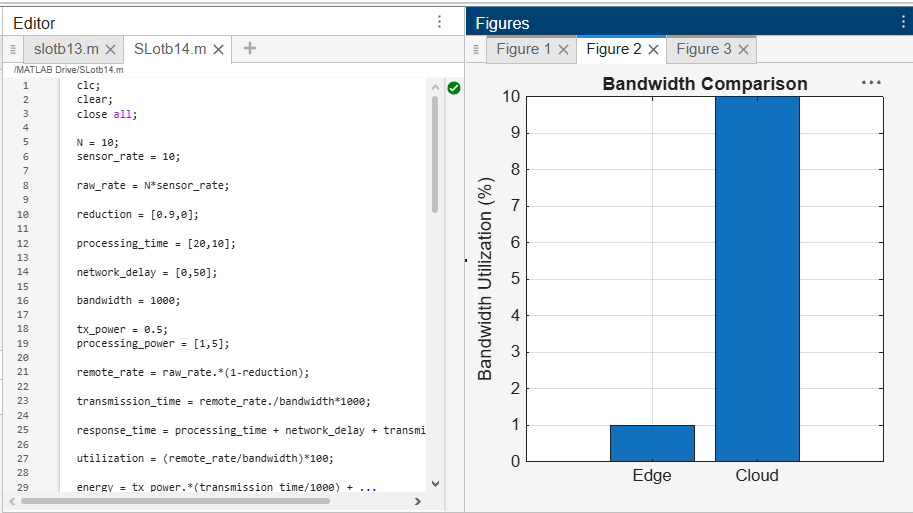 Editor
slotb13.m
SLotb14.m
/MATLAB Drive/SLotb14.m
1 clc;
2 clear;
3 close all;
4
5 N = 10;
6 sensor_rate = 10;
7
8 raw_rate = N*sensor_rate;
9
10 reduction = [0.9,0];
11
12 processing_time = [20,10];
13
14 network_delay = [0,50];
15
16 bandwidth = 1000;
17
18 tx_power = 0.5;
19 processing_power = [1,5];
20
21 remote_rate = raw_rate.*(1-reduction);
22
23 transmission_time = remote_rate./bandwidth*1000;
24
25 response_time = processing_time + network_delay + transmi
26
27 utilization = (remote_rate/bandwidth)*100;
28
29 energy = tx_power.*(transmission_time/1000) + ...
Figures
Figure 1
Figure 2
Figure 3
Bandwidth Comparison
Bandwidth Utilization (%)
10
9
8
7
6
5
4
3
2
1
0
Edge Cloud